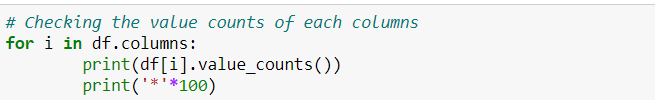 # Checking the value counts of each columns
for i in df.columns:
        print(df[i].value_counts())
        print('*'*100)